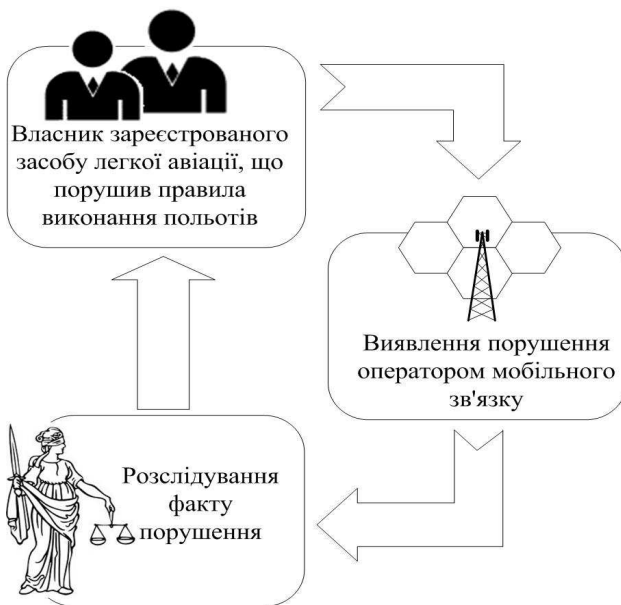 Власник зареєстрованого
засобу легкої авіації, що
порушив правила
виконання польотів
Виявлення порушення
оператором мобільного
зв'язку
Розслідування
факту
порушення